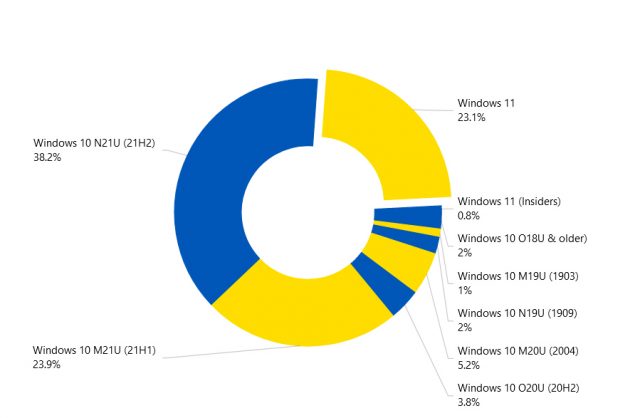 Windows 11
23.1%
Windows 10 N21U (21H2)
38.2%
Windows 11 (Insiders)
0.8%
Windows 10 O18U & older)
2%
Windows 10 M19U (1903)
1%
Windows 10 N19U (1909)
2%
Windows 10 M21U (21H1)
23.9%
Windows 10 M20U (2004)
5.2%
Windows 10 O20U (20H2)
3.8%